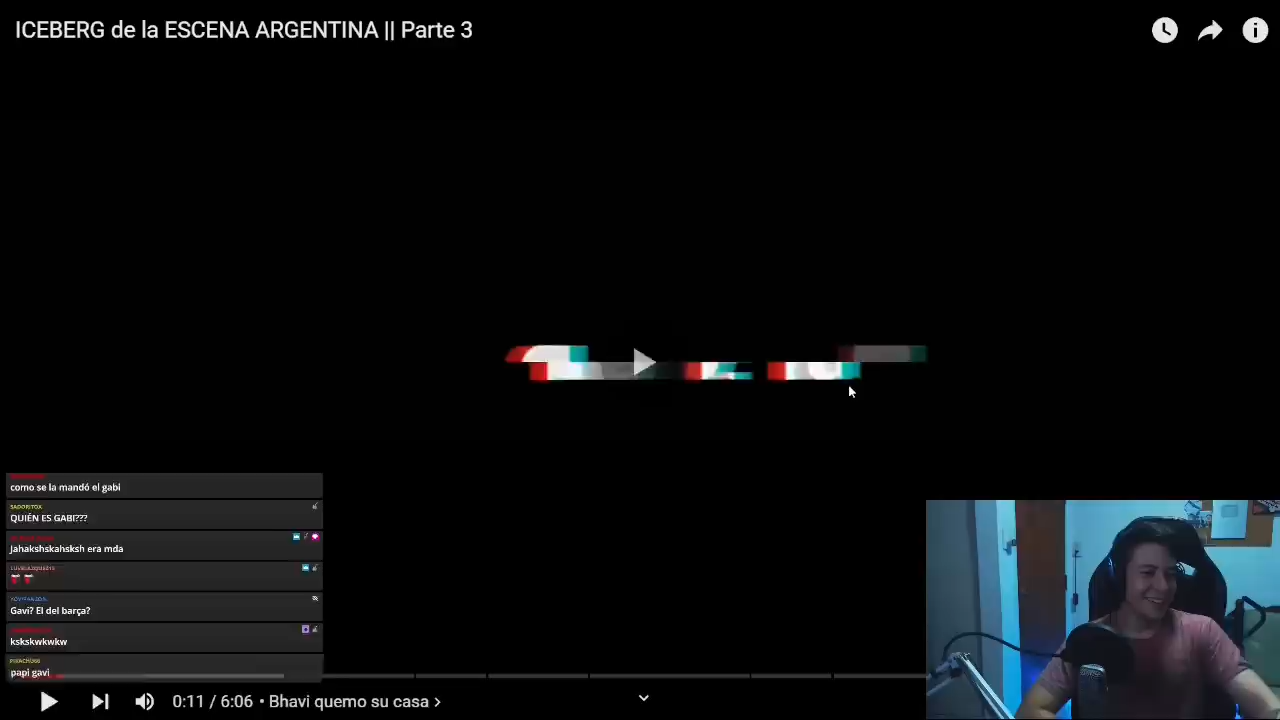 ICEBERG de la ESCENA ARGENTINA || Parte 3
como se la mandó el gabi
SADORITOX
QUIÉN ES GABI???
Jahakshskahsksh era mda
Gavi? El del barça?
kskskwkwkw
papi gavi
0:11 / 6:06 • Bhavi quemo su casa ›